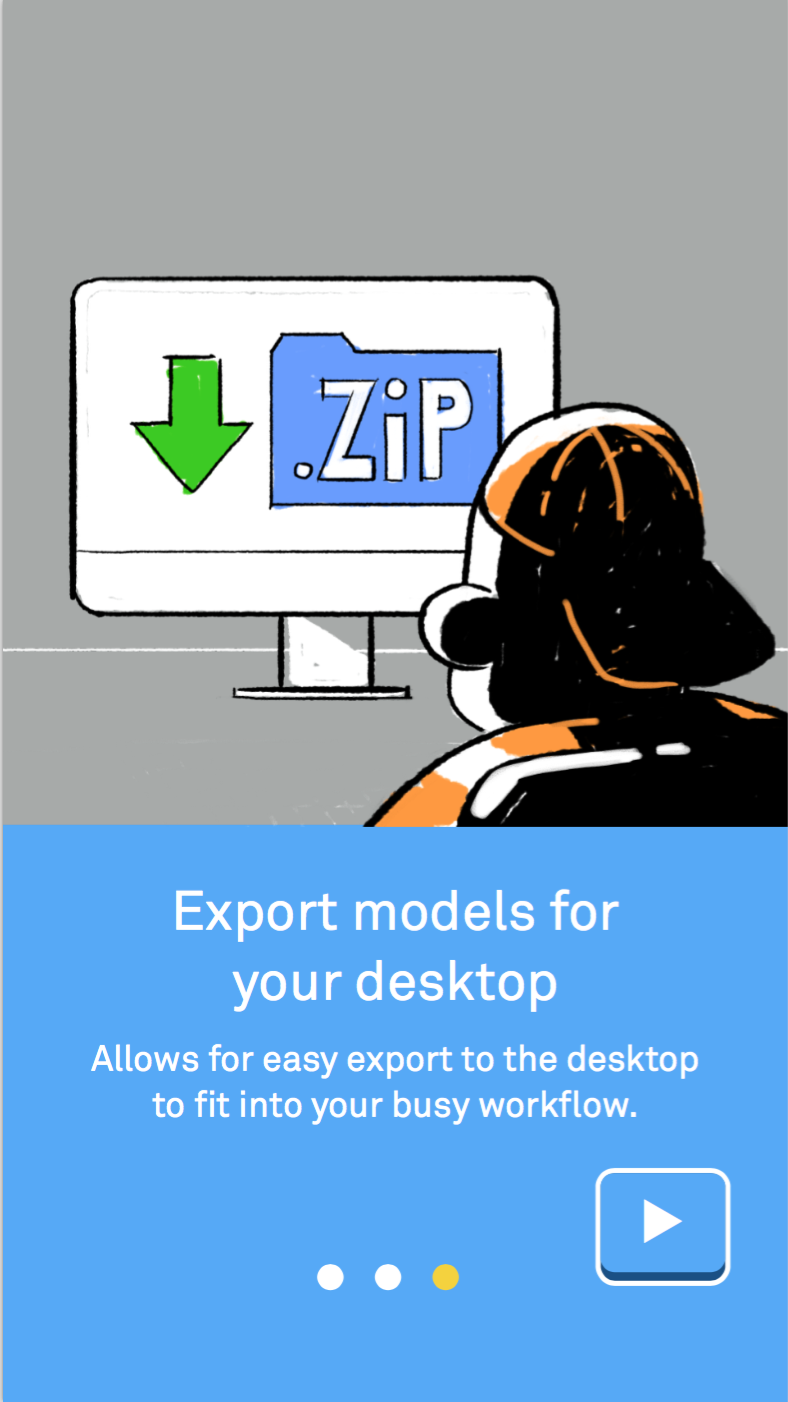 .ZiP
Export models for
your desktop
Allows for easy export to the desktop
to fit into your busy workflow.